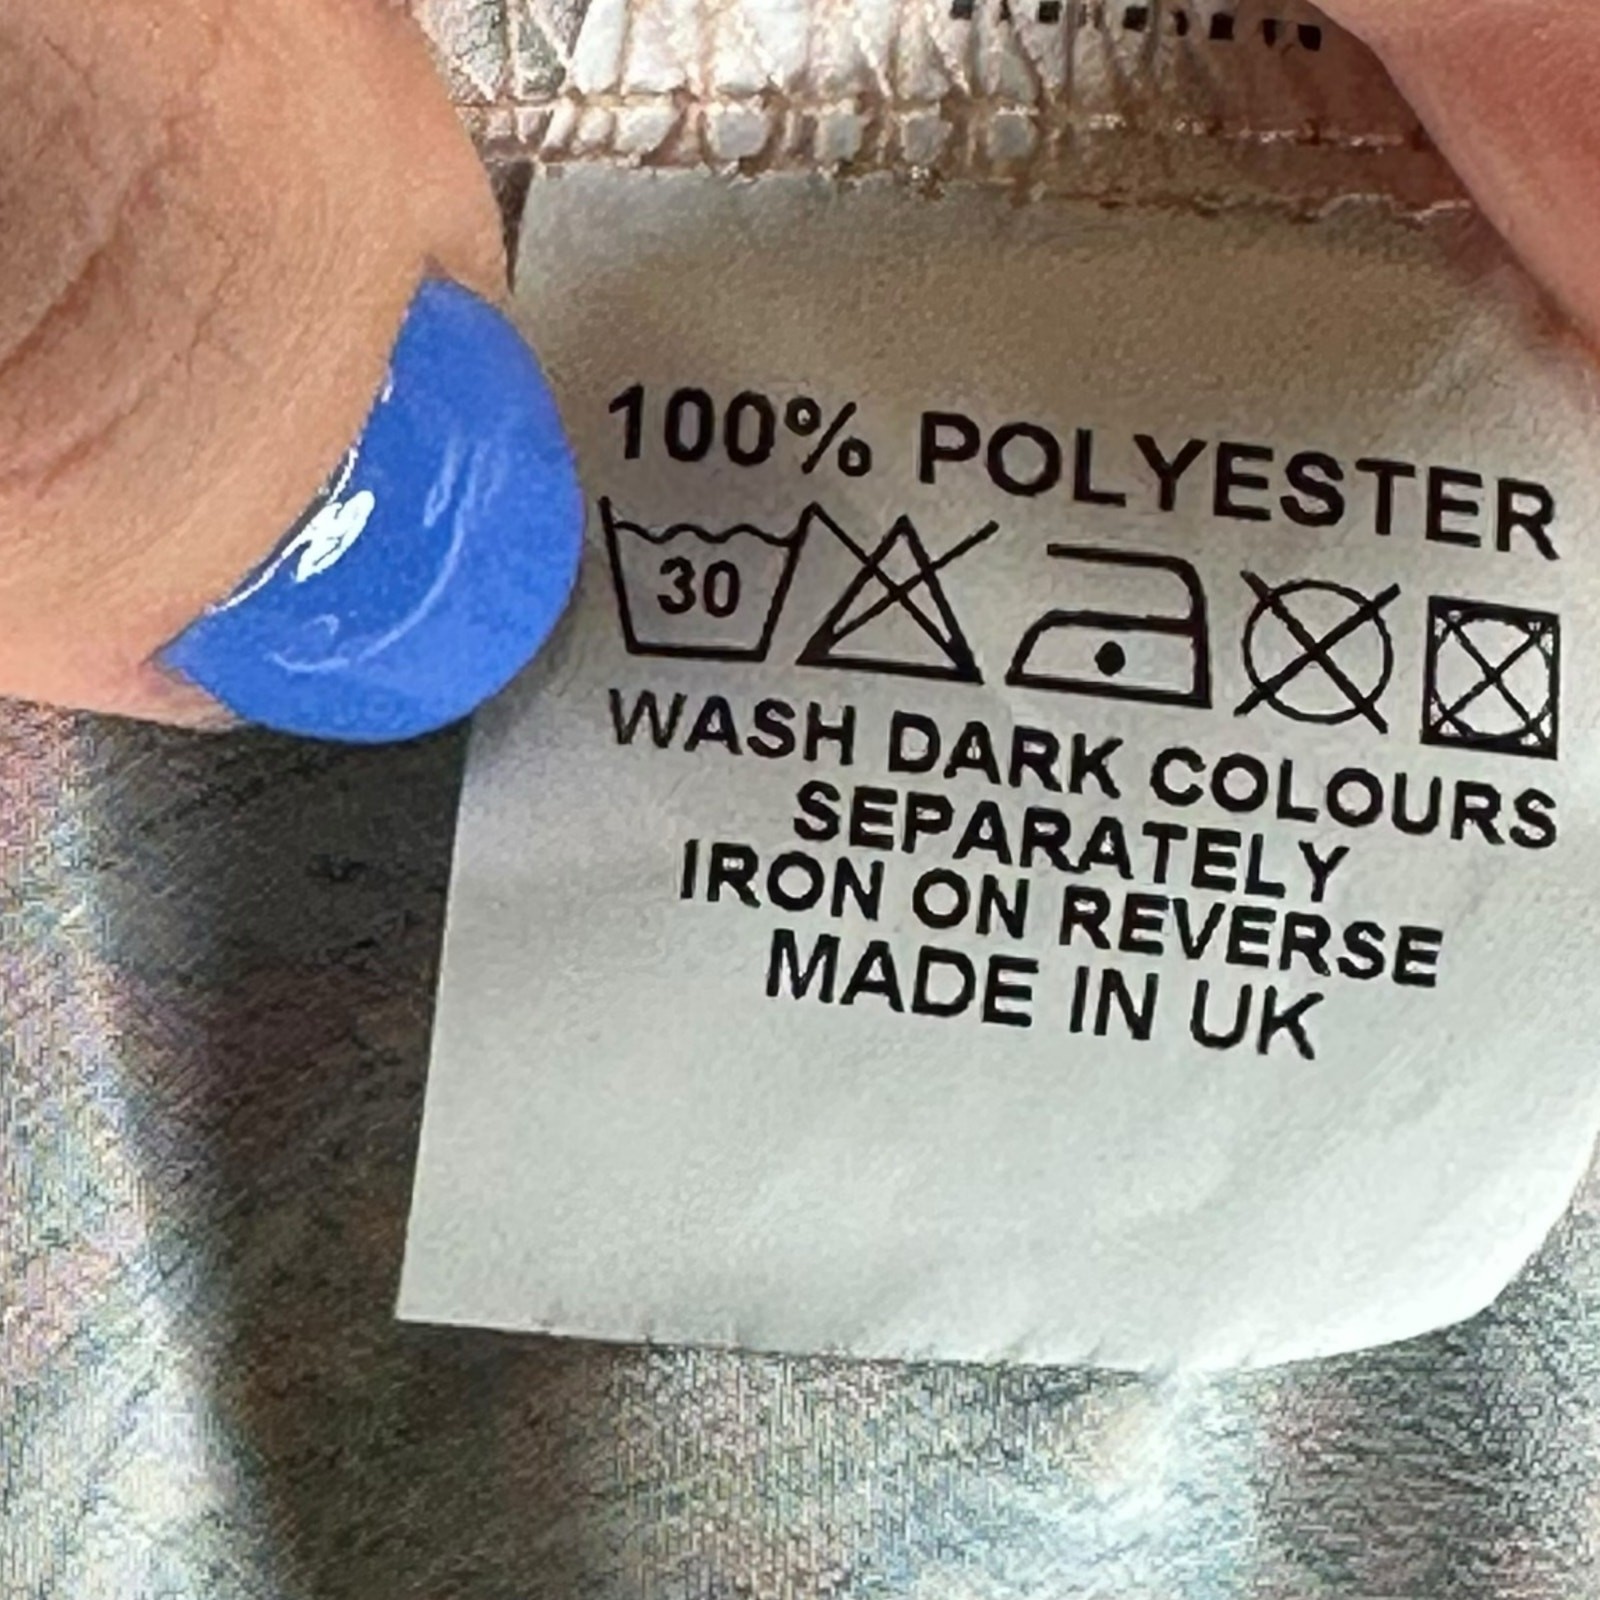 100% POLYESTER
30
WASH DARK COLOURS
SEPARATELY
IRON ON REVERSE
MADE IN UK